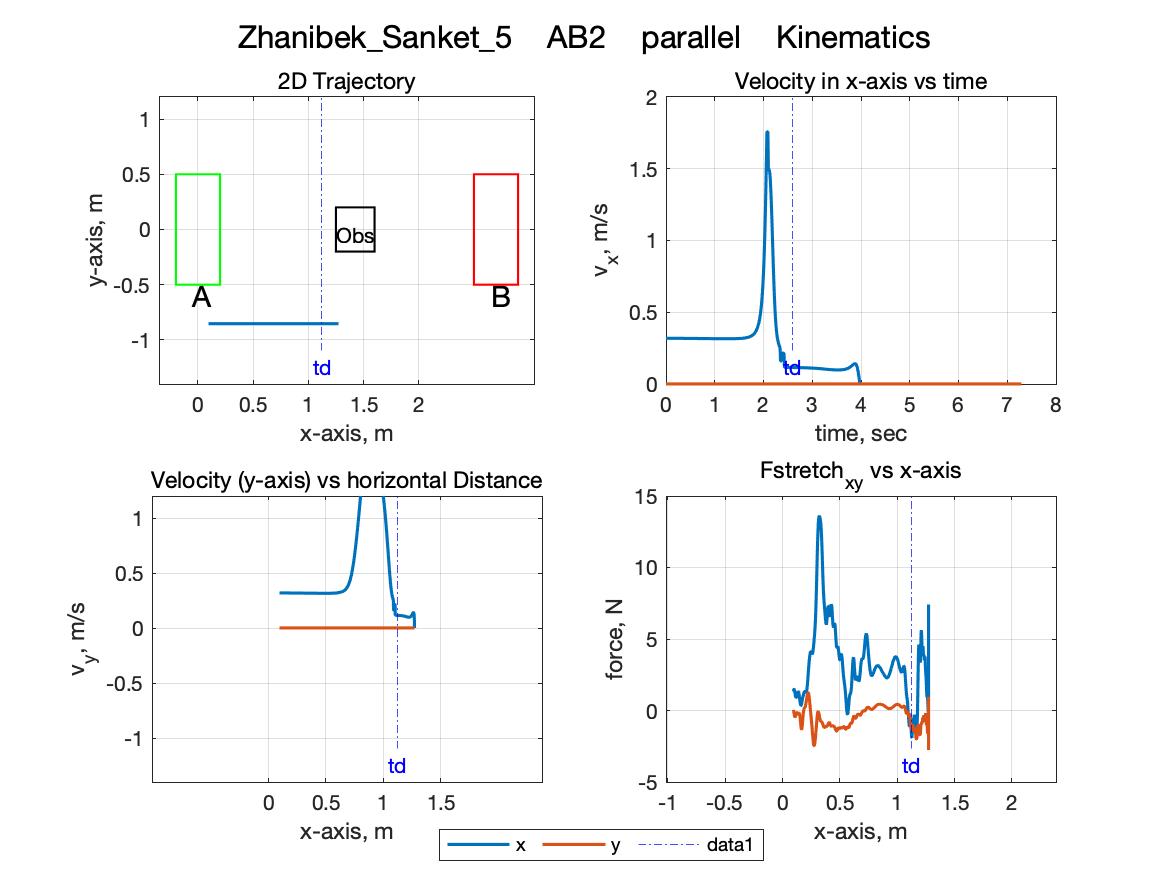 Zhanibek_Sanket_5 AB2 parallel Kinematics
2D Trajectory
y-axis, m
1
0.5
0
-0.5
-1
A
Obs
B
td
0 0.5 1 1.5 2
x-axis, m
Velocity in x-axis vs time
v_x, m/s
2
1.5
1
0.5
0
td
0 1 2 3 4 5 6 7 8
time, sec
Velocity (y-axis) vs horizontal Distance
v_y, m/s
1
0.5
0
-0.5
-1
td
0 0.5 1 1.5
x-axis, m
Fstretch_xy vs x-axis
force, N
15
10
5
0
-5
td
-1 -0.5 0 0.5 1 1.5 2
x-axis, m
x y data1